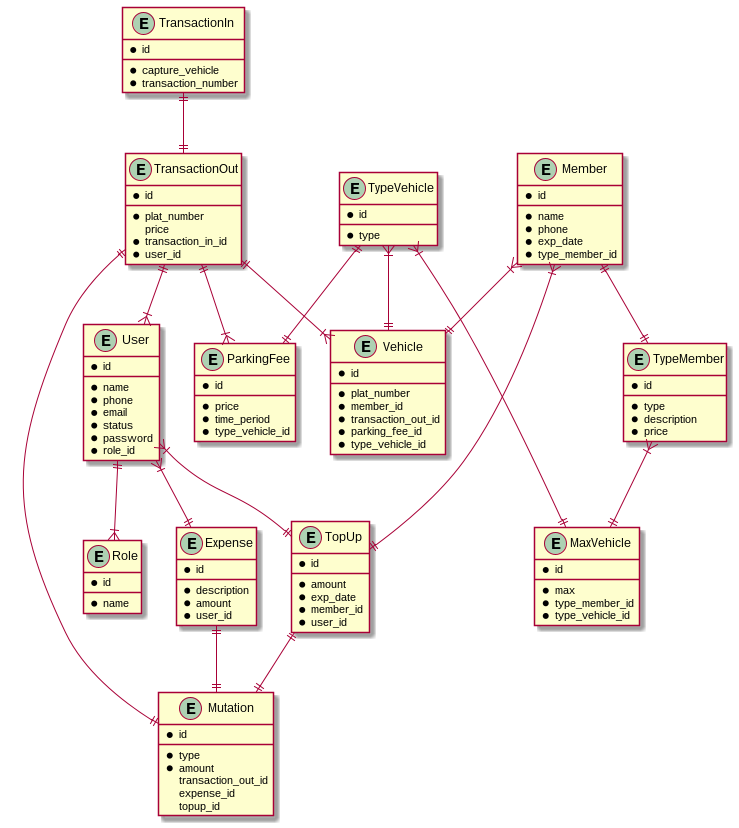 E TransactionIn
id
capture_vehicle
transaction_number
E TransactionOut
id
plat_number
price
transaction_in_id
user_id
E TypeVehicle
id
type
E Member
id
name
phone
exp_date
type_member_id
E User
id
name
phone
email
status
password
role_id
E ParkingFee
id
price
time_period
type_vehicle_id
E Vehicle
id
plat_number
member_id
transaction_out_id
parking_fee_id
type_vehicle_id
E TypeMember
id
type
description
price
E Role
id
name
E Expense
id
description
amount
user_id
E TopUp
id
amount
exp_date
member_id
user_id
E MaxVehicle
id
max
type_member_id
type_vehicle_id
E Mutation
id
type
amount
transaction_out_id
expense_id
topup_id